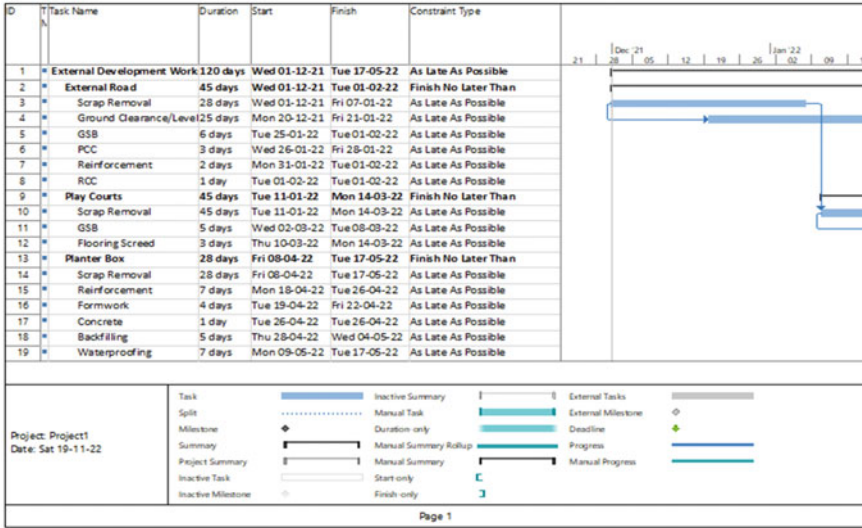 ID T M Task Name Duration Start Finish Constraint Type
Dec '21 Jan '22
21 28 05 12 19 26 02 09
1 External Development Work 120 days Wed 01-12-21 Tue 17-05-22 As Late As Possible
2 External Road 45 days Wed 01-12-21 Tue 01-02-22 Finish No Later Than
3 Scrap Removal 28 days Wed 01-12-21 Fri 07-01-22 As Late As Possible
4 Ground Clearance/Level 25 days Mon 20-12-21 Fri 21-01-22 As Late As Possible
5 GSB 6 days Tue 25-01-22 Tue 01-02-22 As Late As Possible
6 PCC 3 days Wed 26-01-22 Fri 28-01-22 As Late As Possible
7 Reinforcement 2 days Mon 31-01-22 Tue 01-02-22 As Late As Possible
8 RCC 1 day Tue 01-02-22 Tue 01-02-22 As Late As Possible
9 Play Courts 45 days Tue 11-01-22 Mon 14-03-22 Finish No Later Than
10 Scrap Removal 45 days Tue 11-01-22 Mon 14-03-22 As Late As Possible
11 GSB 5 days Wed 02-03-22 Tue 08-03-22 As Late As Possible
12 Flooring Screed 3 days Thu 10-03-22 Mon 14-03-22 As Late As Possible
13 Planter Box 28 days Fri 08-04-22 Tue 17-05-22 Finish No Later Than
14 Scrap Removal 28 days Fri 08-04-22 Tue 17-05-22 As Late As Possible
15 Reinforcement 7 days Mon 18-04-22 Tue 26-04-22 As Late As Possible
16 Formwork 4 days Tue 19-04-22 Fri 22-04-22 As Late As Possible
17 Concrete 1 day Tue 26-04-22 Tue 26-04-22 As Late As Possible
18 Backfilling 5 days Thu 28-04-22 Wed 04-05-22 As Late As Possible
19 Waterproofing 7 days Mon 09-05-22 Tue 17-05-22 As Late As Possible
Project: Project1
Date: Sat 19-11-22
Task Inactive Summary External Tasks
Split Manual Task External Milestone
Milestone Duration-only Deadline
Summary Manual Summary Rollup Progress
Project Summary Manual Summary Manual Progress
Inactive Task Start-only
Inactive Milestone Finish-only
Page 1